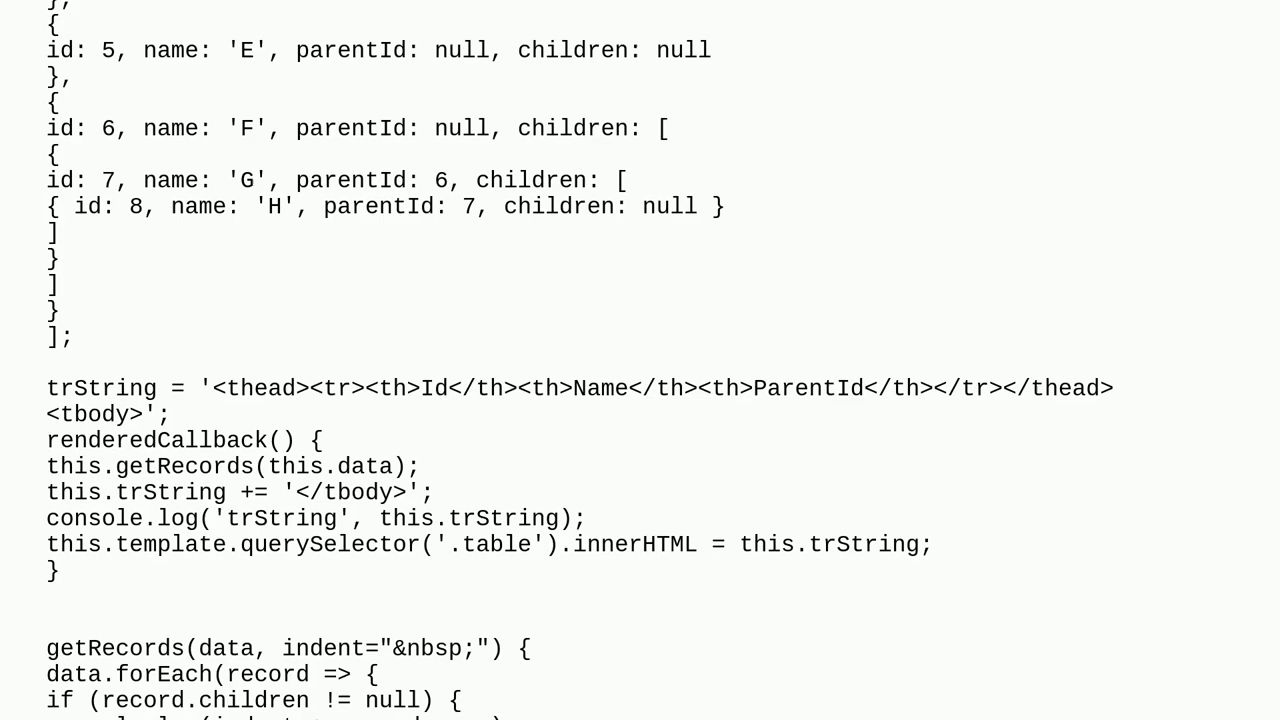 },
{
id: 5, name: 'E', parentId: null, children: null
},
{
id: 6, name: 'F', parentId: null, children: [
{
id: 7, name: 'G', parentId: 6, children: [
{ id: 8, name: 'H', parentId: 7, children: null }
]
}
]
}
];
trString = '<thead><tr><th>Id</th><th>Name</th><th>ParentId</th></tr></thead>
<tbody>';
renderedCallback() {
this.getRecords(this.data);
this.trString += '</tbody>';
console.log('trString', this.trString);
this.template.querySelector('.table').innerHTML = this.trString;
}
getRecords(data, indent="&nbsp;") {
data.forEach(record => {
if (record.children != null) {